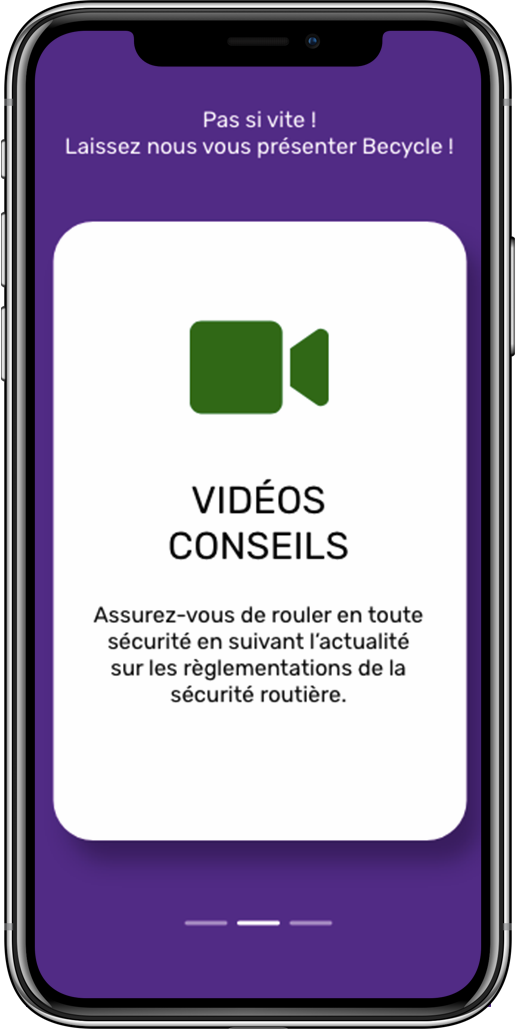 Pas si vite !
Laissez nous vous présenter Becycle !
VIDÉOS
CONSEILS
Assurez-vous de rouler en toute
sécurité en suivant l’actualité
sur les règlementations de la
sécurité routière.